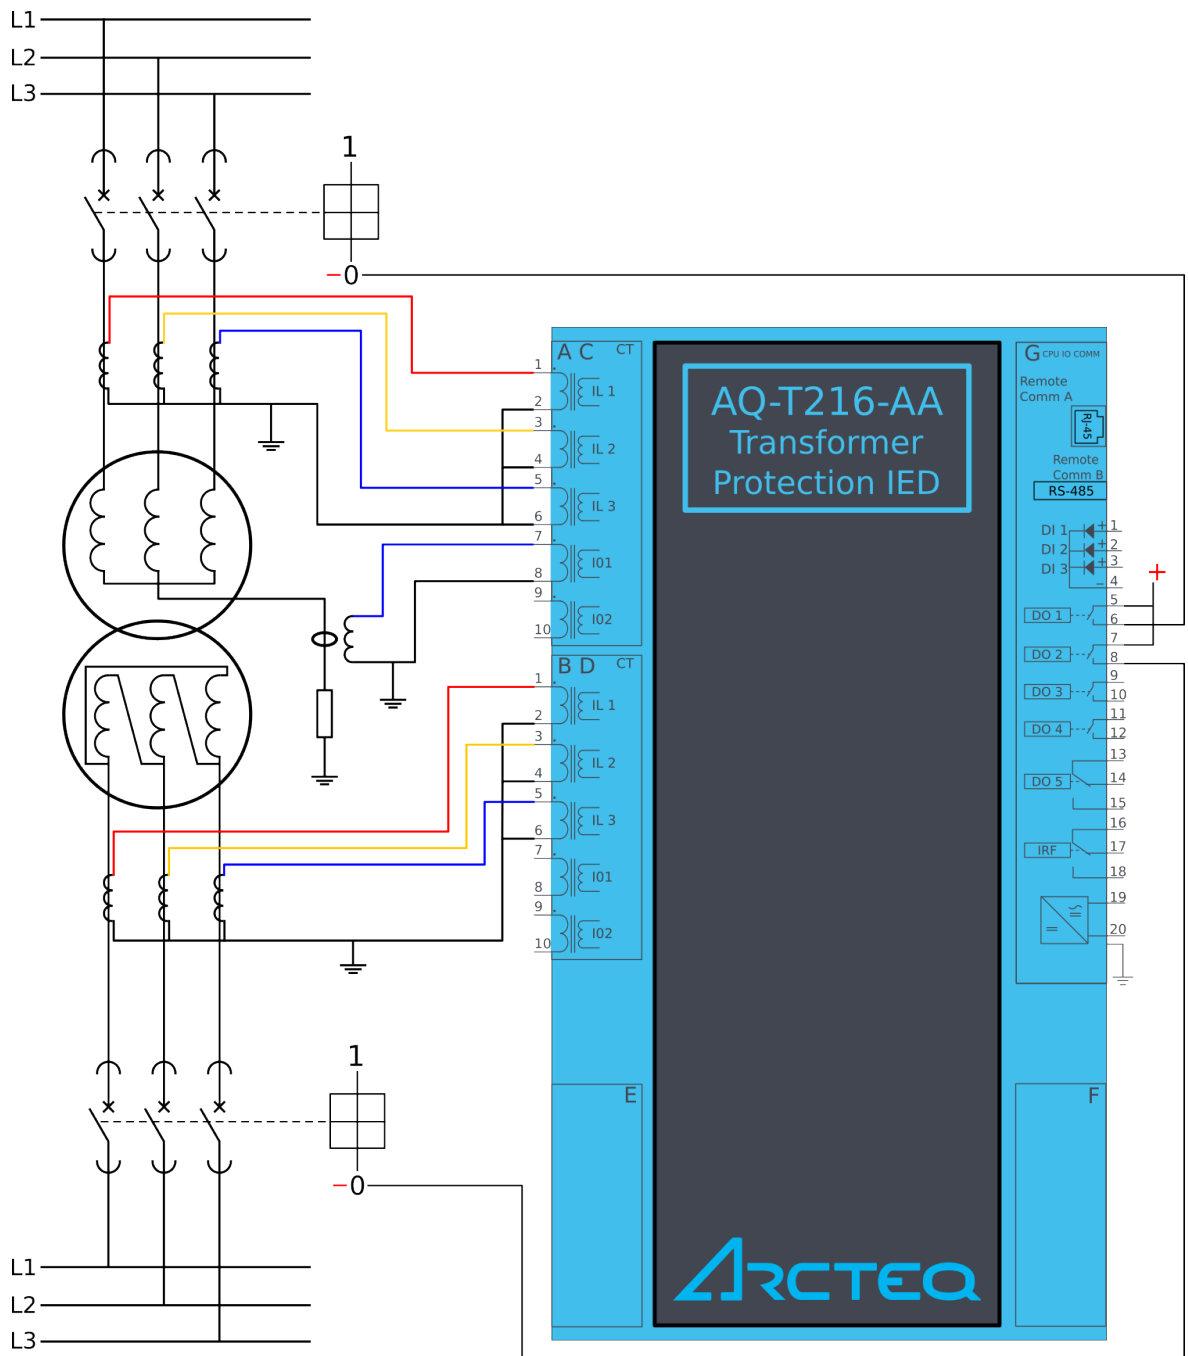 L1
L2
L3
1
−0
A C CT
1
IL 1
2
3
IL 2
4
5
IL 3
6
7
I01
8
9
I02
10
B D CT
1
IL 1
2
3
IL 2
4
5
IL 3
6
7
I01
8
9
I02
10
E
AQ-T216-AA
Transformer
Protection IED
ARCTEQ
G CPU IO COMM
Remote
Comm A
RJ-45
Remote
Comm B
RS-485
DI 1 + 1
DI 2 + 2
DI 3 + 3
− 4
+
5
DO 1
6
7
DO 2
8
9
DO 3
10
11
DO 4
12
13
DO 5
14
15
16
IRF
17
18
19
20
F
1
−0
L1
L2
L3